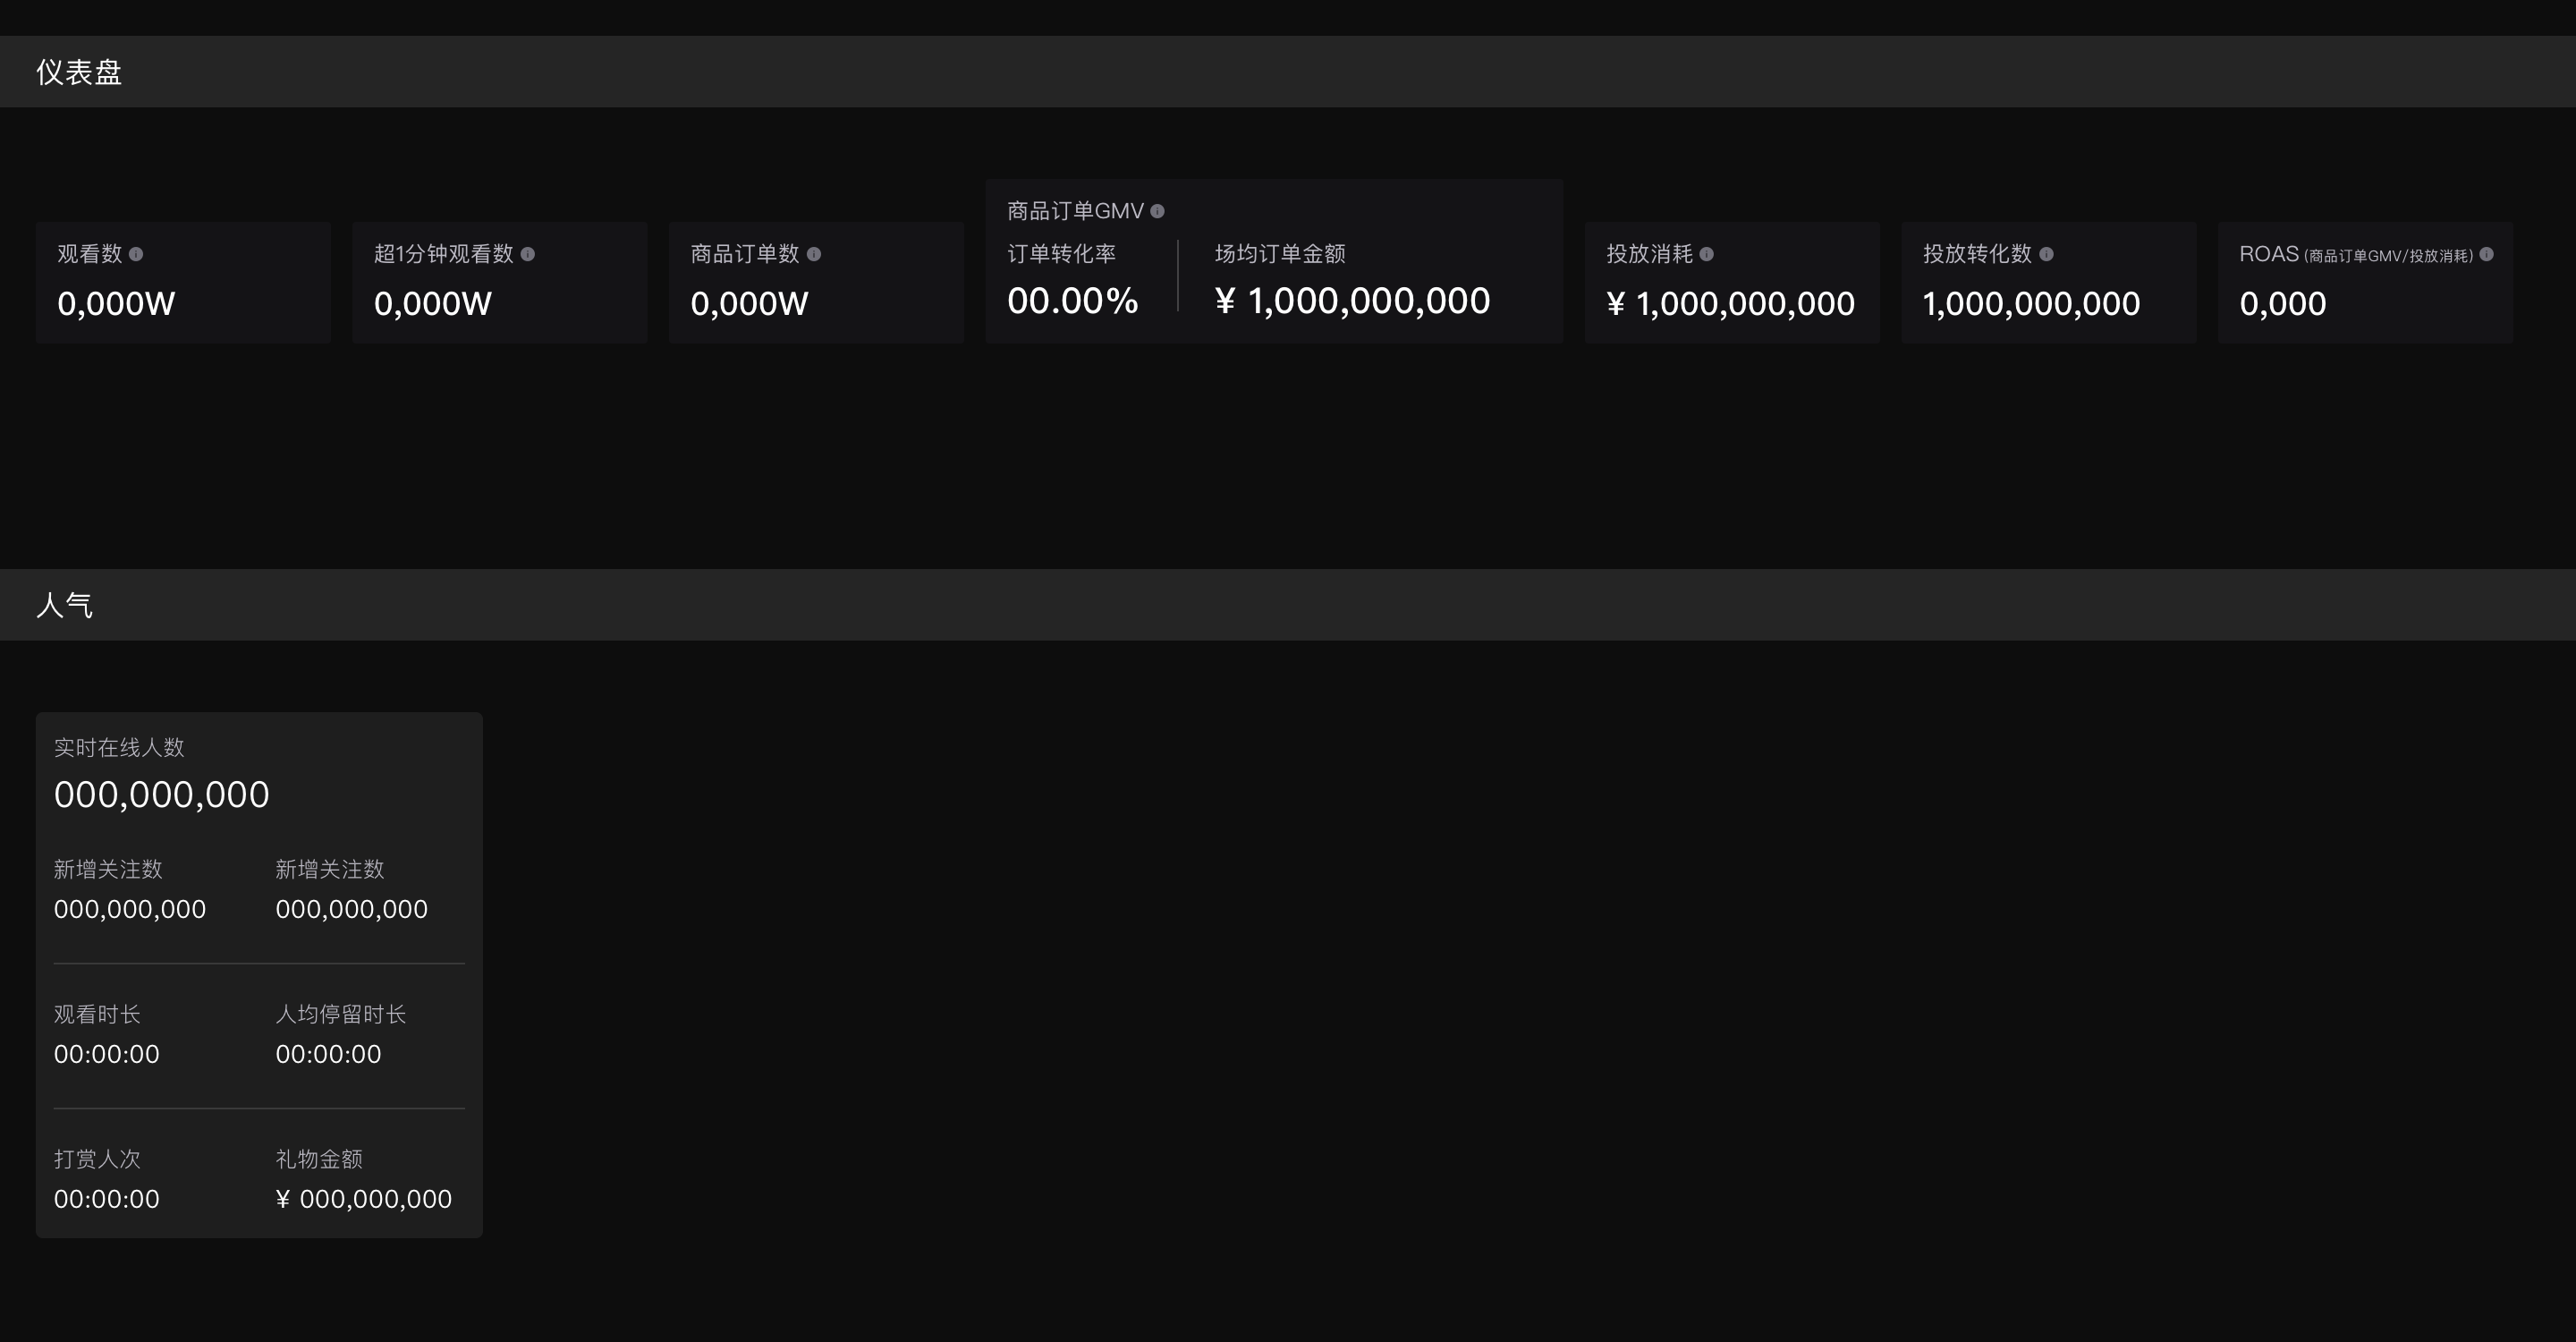 仪表盘
观看数
0,000W
超1分钟观看数
0,000W
商品订单数
0,000W
商品订单GMV
订单转化率
00.00%
场均订单金额
¥ 1,000,000,000
投放消耗
¥ 1,000,000,000
投放转化数
1,000,000,000
ROAS (商品订单GMV/投放消耗)
0,000
人气
实时在线人数
000,000,000
新增关注数
000,000,000
新增关注数
000,000,000
观看时长
00:00:00
人均停留时长
00:00:00
打赏人次
00:00:00
礼物金额
¥ 000,000,000